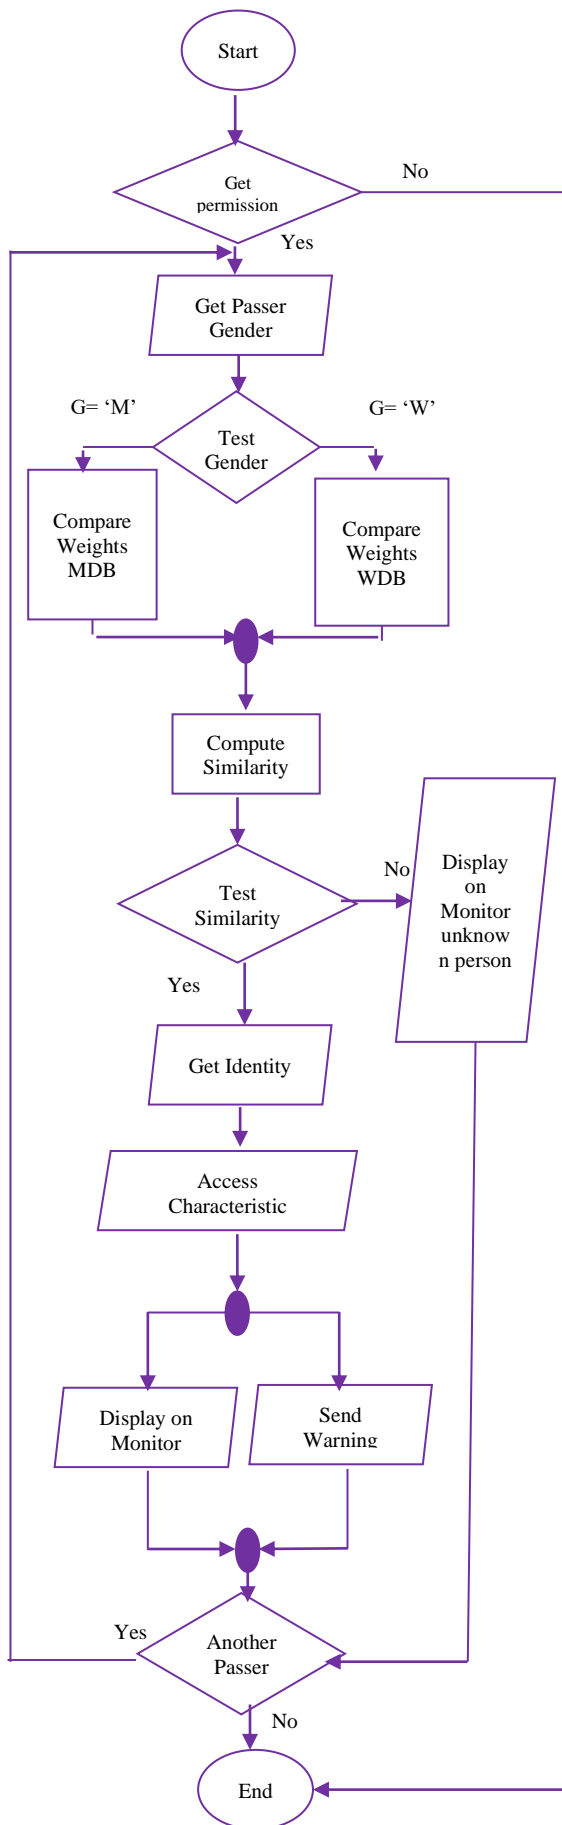 Start
Get
permission
No
Yes
Get Passer
Gender
G= ‘M’
G= ‘W’
Test
Gender
Compare
Weights
MDB
Compare
Weights
WDB
Compute
Similarity
Test
Similarity
No
Display
on
Monitor
unknow
n person
Yes
Get Identity
Access
Characteristic
Display on
Monitor
Send
Warning
Yes
Another
Passer
No
End